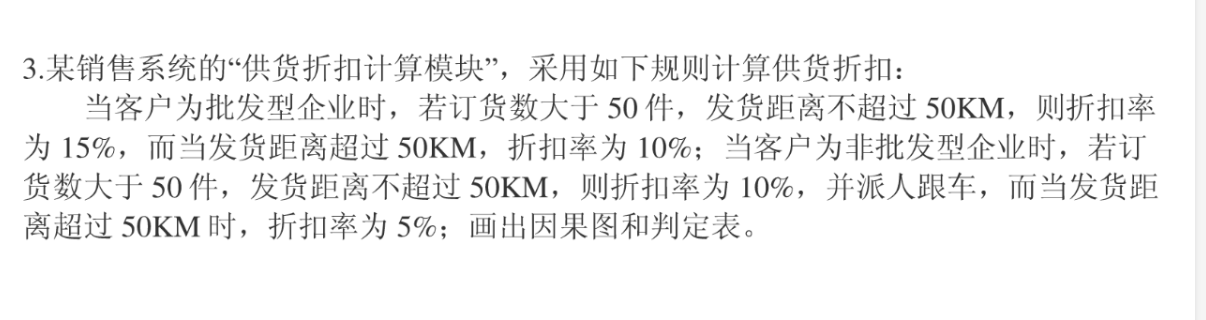 3.某销售系统的“供货折扣计算模块”，采用如下规则计算供货折扣：
当客户为批发型企业时，若订货数大于 50 件，发货距离不超过 50KM，则折扣率
为 15%，而当发货距离超过 50KM，折扣率为 10%；当客户为非批发型企业时，若订
货数大于 50 件，发货距离不超过 50KM，则折扣率为 10%，并派人跟车，而当发货距
离超过 50KM 时，折扣率为 5%；画出因果图和判定表。